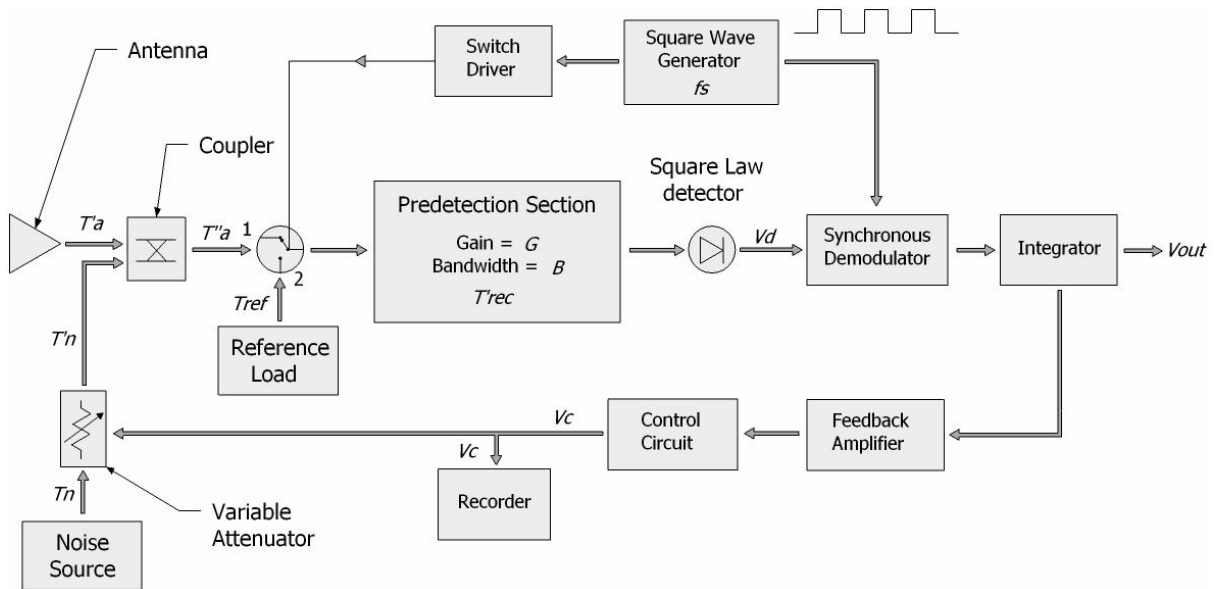 Antenna
Switch
Driver
Square Wave
Generator
fs
Coupler
Square Law
detector
T'a
T''a
1
2
Predetection Section
Gain = G
Bandwidth = B
T'rec
Vd
Synchronous
Demodulator
Integrator
Vout
Tref
Reference
Load
T'n
Vc
Vc
Control
Circuit
Feedback
Amplifier
Recorder
Tn
Variable
Attenuator
Noise
Source